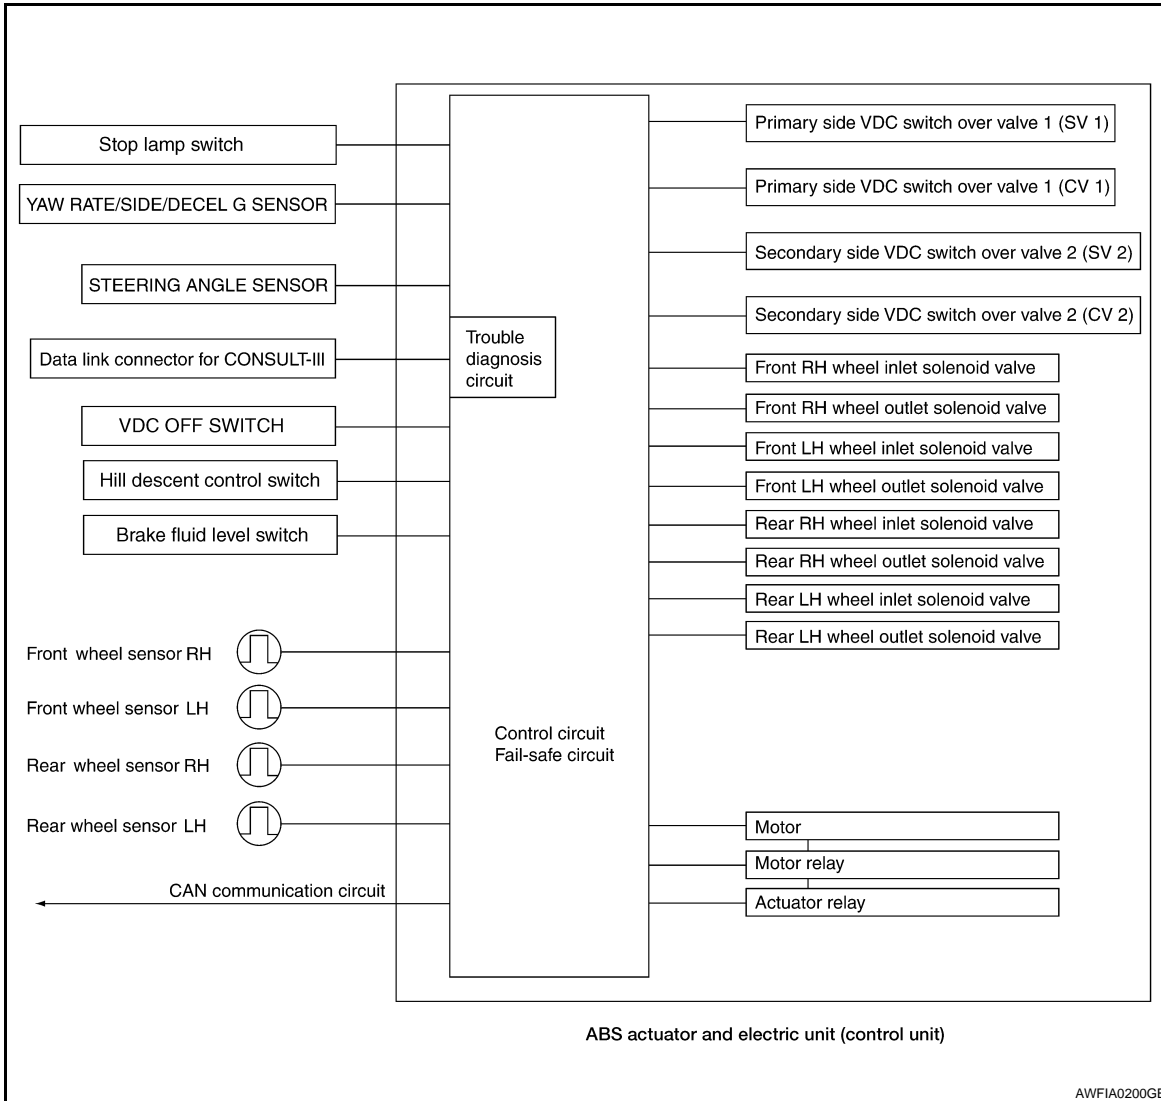 Stop lamp switch
YAW RATE/SIDE/DECEL G SENSOR
STEERING ANGLE SENSOR
Data link connector for CONSULT-III
VDC OFF SWITCH
Hill descent control switch
Brake fluid level switch
Front wheel sensor RH
Front wheel sensor LH
Rear wheel sensor RH
Rear wheel sensor LH
CAN communication circuit
Trouble
diagnosis
circuit
Control circuit
Fail-safe circuit
Primary side VDC switch over valve 1 (SV 1)
Primary side VDC switch over valve 1 (CV 1)
Secondary side VDC switch over valve 2 (SV 2)
Secondary side VDC switch over valve 2 (CV 2)
Front RH wheel inlet solenoid valve
Front RH wheel outlet solenoid valve
Front LH wheel inlet solenoid valve
Front LH wheel outlet solenoid valve
Rear RH wheel inlet solenoid valve
Rear RH wheel outlet solenoid valve
Rear LH wheel inlet solenoid valve
Rear LH wheel outlet solenoid valve
Motor
Motor relay
Actuator relay
ABS actuator and electric unit (control unit)
AWFIA0200GB